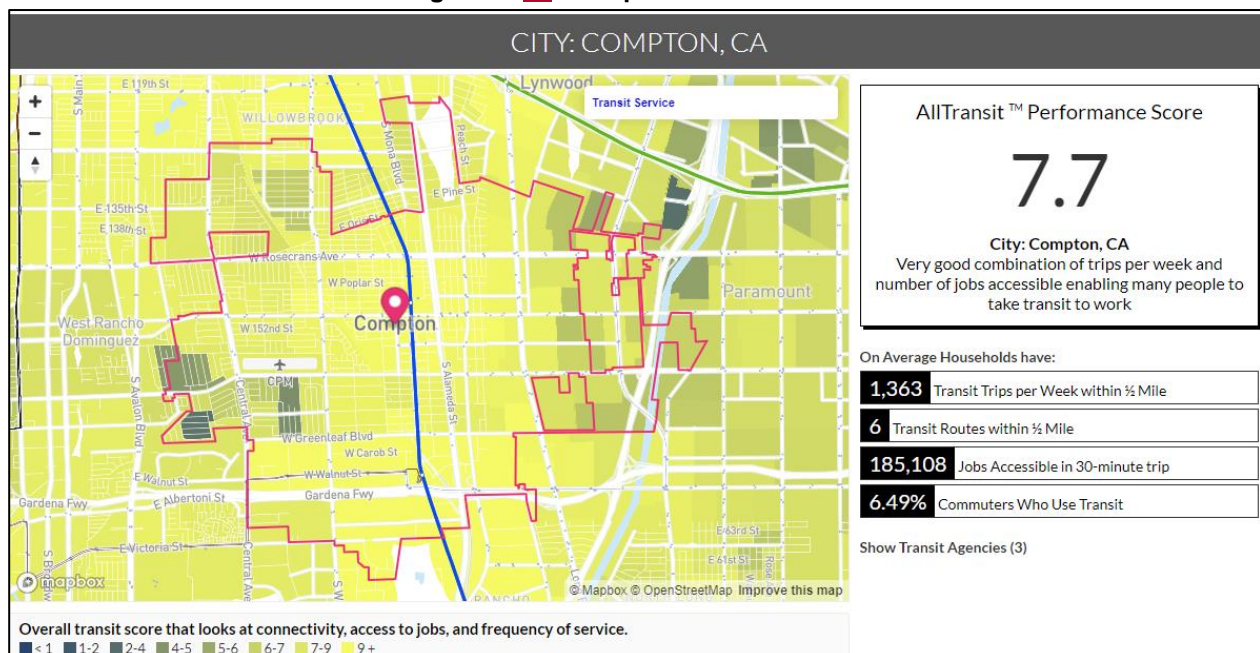 CITY: COMPTON, CA
+
−
E 119th St
S Main
WILLOWBROOK
S Mona Blvd
Peach St
Lynwood
Transit Service
E Pine St
E 135th St
E 138th St
E Oris St
W Rosecrans Ave
W Poplar St
Compton
Paramount
West Rancho
Dominguez
W 152nd St
CPM
S Avalon Blvd
Central Ave
S Alameda St
W Greenleaf Blvd
W Carob St
E Walnut St
W Walnut St
Gardena Fwy
E Albertoni St
Gardena Fwy
E Victoria St
Central Ave
E 63rd St
E 61st St
RANCHO
mapbox
© Mapbox © OpenStreetMap Improve this map
Overall transit score that looks at connectivity, access to jobs, and frequency of service.
< 1 1-2 2-4 4-5 5-6 6-7 7-9 9 +
AllTransit ™ Performance Score
7.7
City: Compton, CA
Very good combination of trips per week and
number of jobs accessible enabling many people to
take transit to work
On Average Households have:
1,363 Transit Trips per Week within ½ Mile
6 Transit Routes within ½ Mile
185,108 Jobs Accessible in 30-minute trip
6.49% Commuters Who Use Transit
Show Transit Agencies (3)